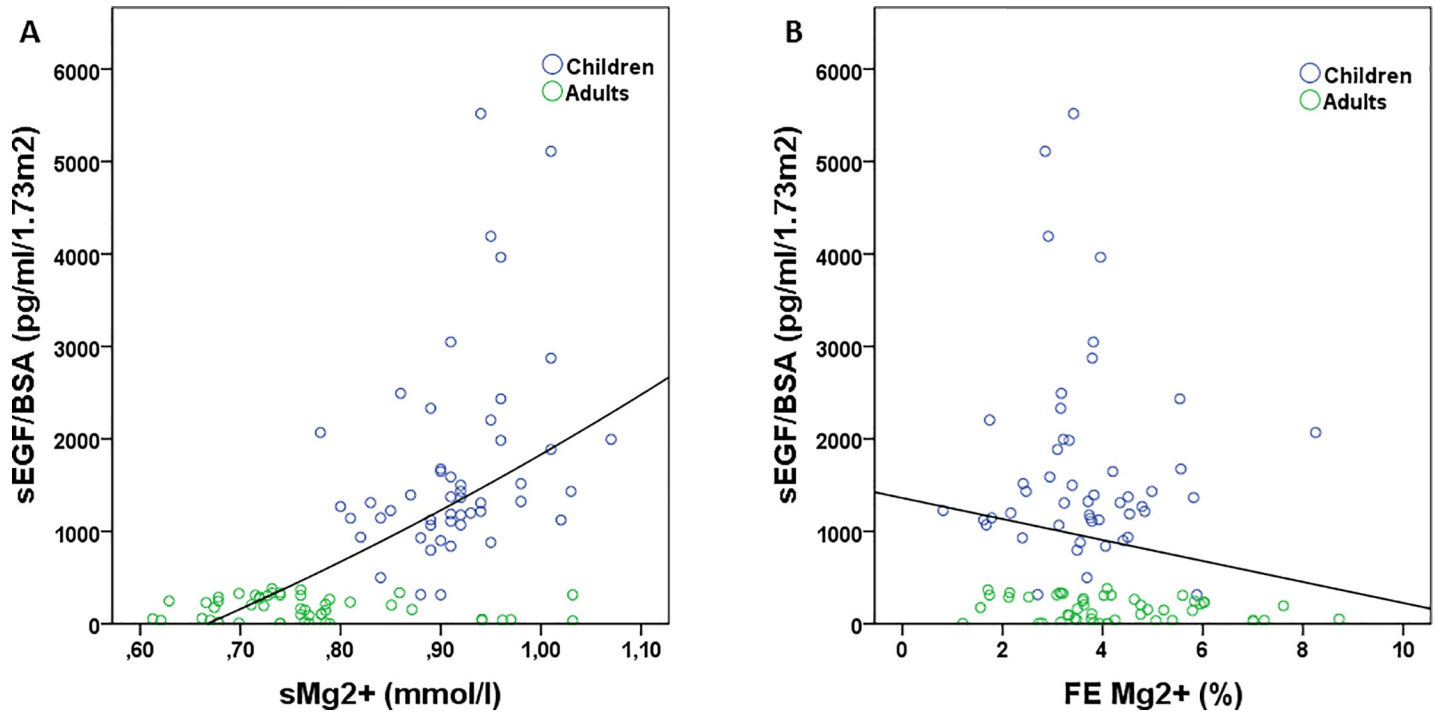 A
Children
Adults
6000
5000
4000
3000
2000
1000
0
sEGF/BSA (pg/ml/1.73m2)
,60 ,70 ,80 ,90 1,00 1,10
sMg2+ (mmol/l)
B
Children
Adults
6000
5000
4000
3000
2000
1000
0
sEGF/BSA (pg/ml/1.73m2)
0 2 4 6 8 10
FE Mg2+ (%)